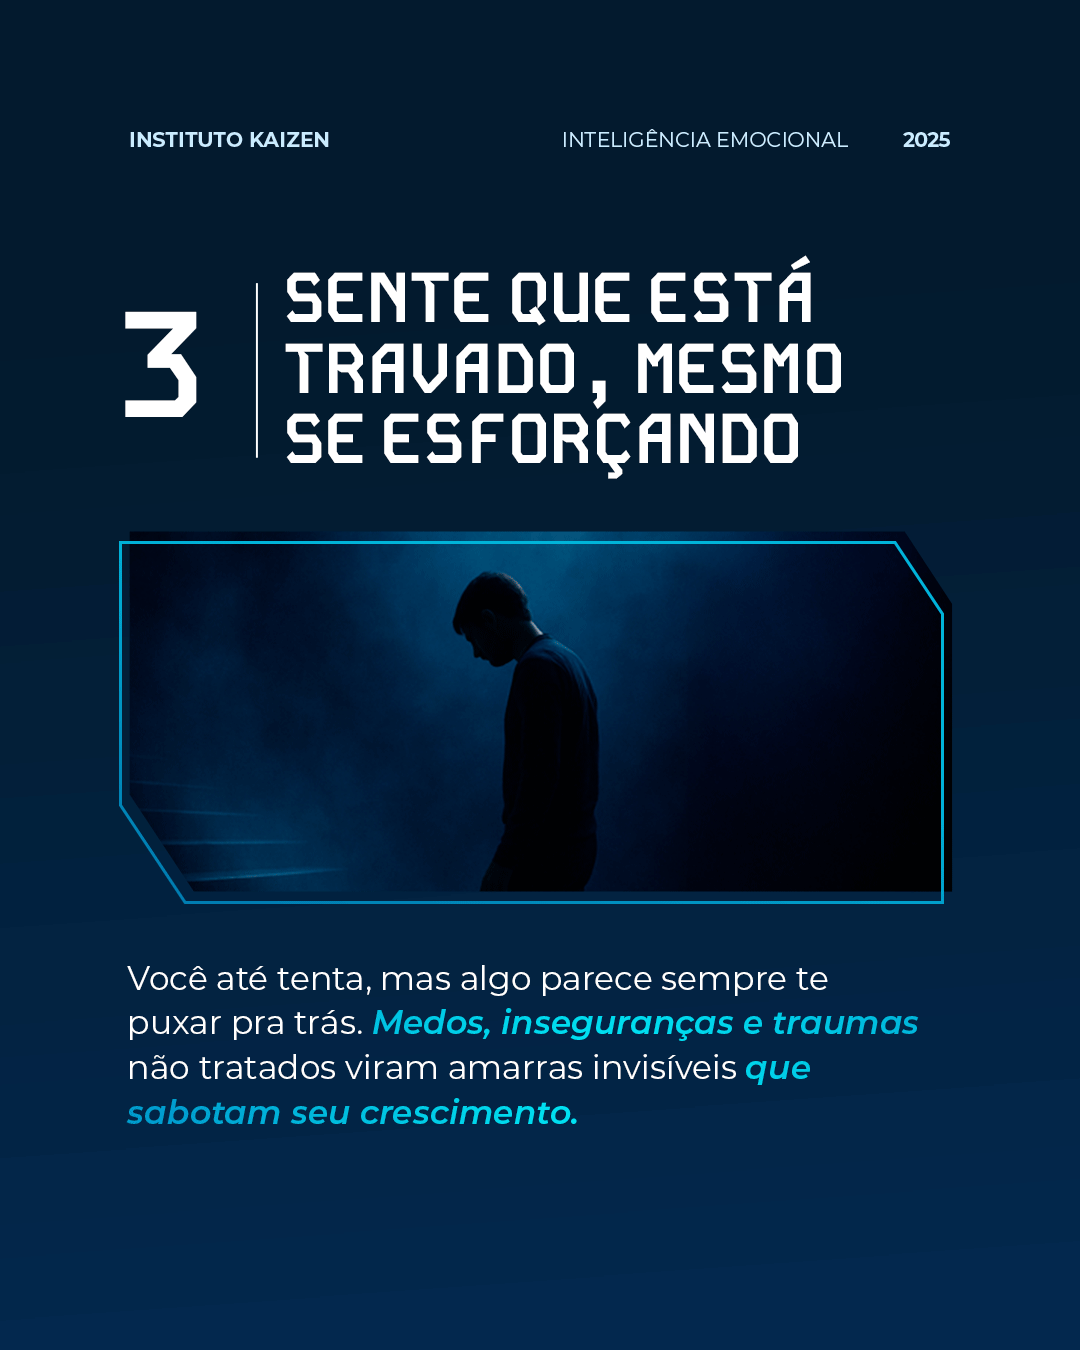 INSTITUTO KAIZEN
INTELIGÊNCIA EMOCIONAL
2025
3
SENTE QUE ESTÁ
TRAVADO, MESMO
SE ESFORÇANDO
Você até tenta, mas algo parece sempre te
puxar pra trás. Medos, inseguranças e traumas
não tratados viram amarras invisíveis que
sabotam seu crescimento.